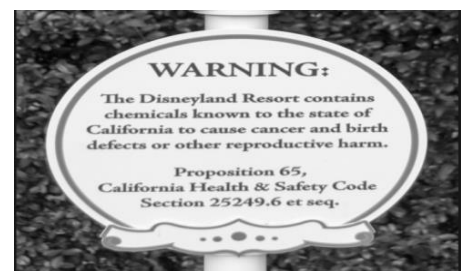 WARNING:
The Disneyland Resort contains
chemicals known to the state of
California to cause cancer and birth
defects or other reproductive harm.
Proposition 65,
California Health & Safety Code
Section 25249.6 et seq.